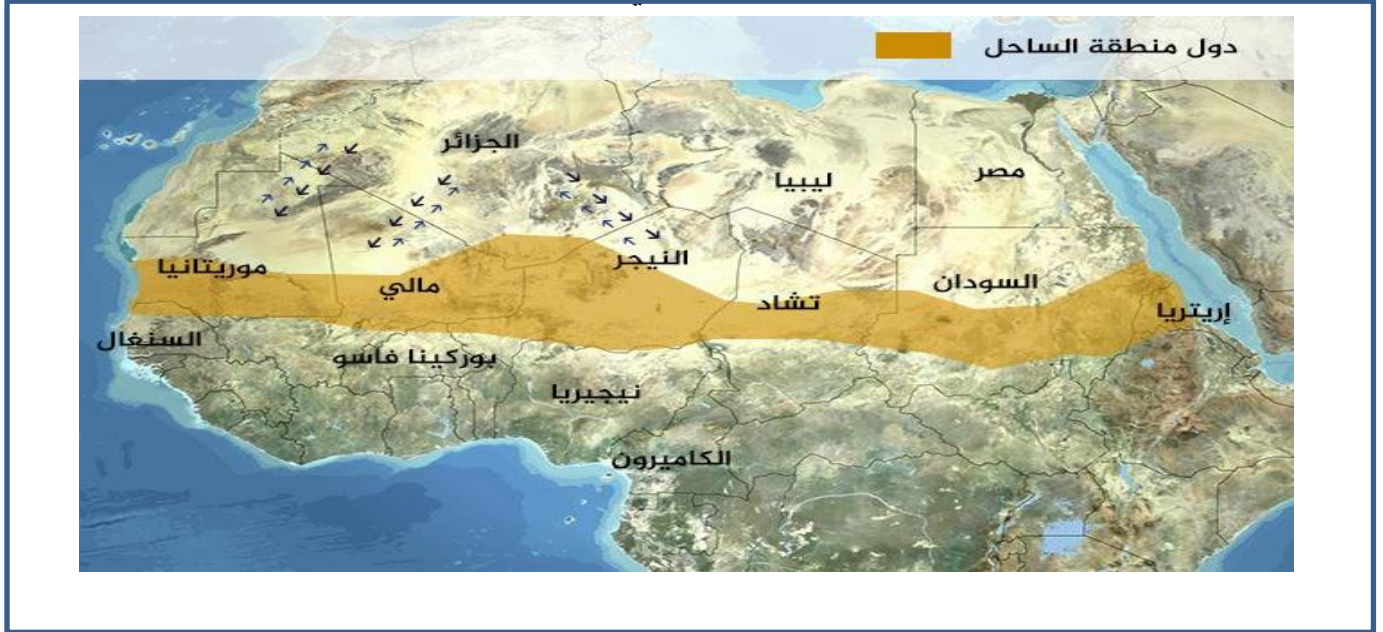 دول منطقة الساحل
الجزائر
ليبيا
مصر
موريتانيا
مالي
النيجر
تشاد
السودان
إريتريا
السنغال
بوركينا فاسو
نيجيريا
الكاميرون